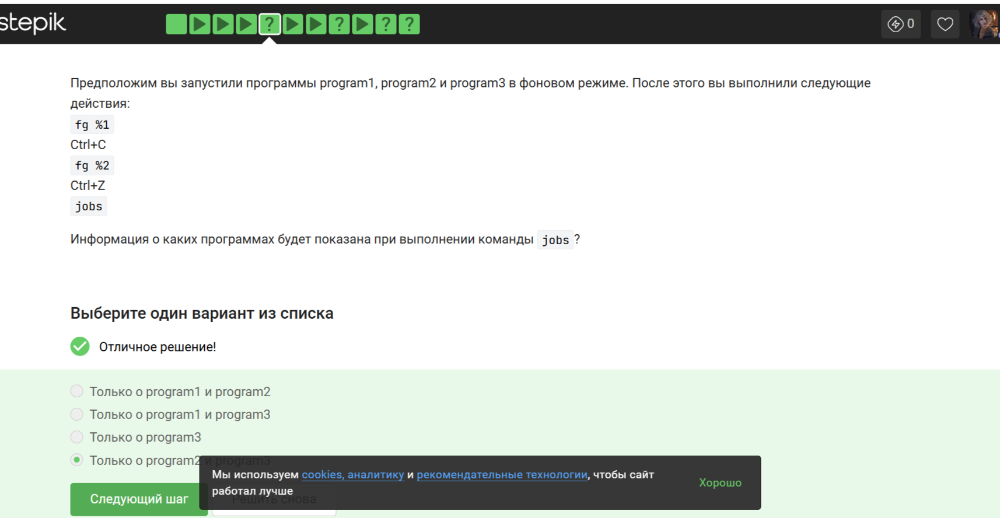 stepik
? ? ? ?
0
Предположим вы запустили программы program1, program2 и program3 в фоновом режиме. После этого вы выполнили следующие
действия:
fg %1
Ctrl+C
fg %2
Ctrl+Z
jobs
Информация о каких программах будет показана при выполнении команды jobs?
Выберите один вариант из списка
Отличное решение!
Только о program1 и program2
Только о program1 и program3
Только о program3
Только о program2 и program3
Мы используем cookies, аналитику и рекомендательные технологии, чтобы сайт
работал лучше
Хорошо
Следующий шаг
Решить снова